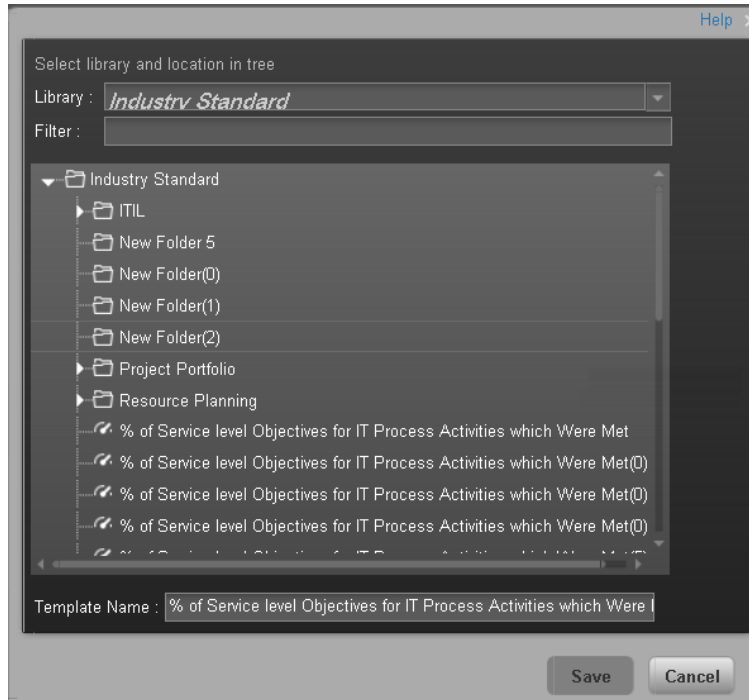 Help
Select library and location in tree
Library : Industry Standard
Filter :
Industry Standard
ITIL
New Folder 5
New Folder(0)
New Folder(1)
New Folder(2)
Project Portfolio
Resource Planning
% of Service level Objectives for IT Process Activities which Were Met
% of Service level Objectives for IT Process Activities which Were Met(0)
% of Service level Objectives for IT Process Activities which Were Met(0)
% of Service level Objectives for IT Process Activities which Were Met(0)
Template Name : % of Service level Objectives for IT Process Activities which Were
Save Cancel